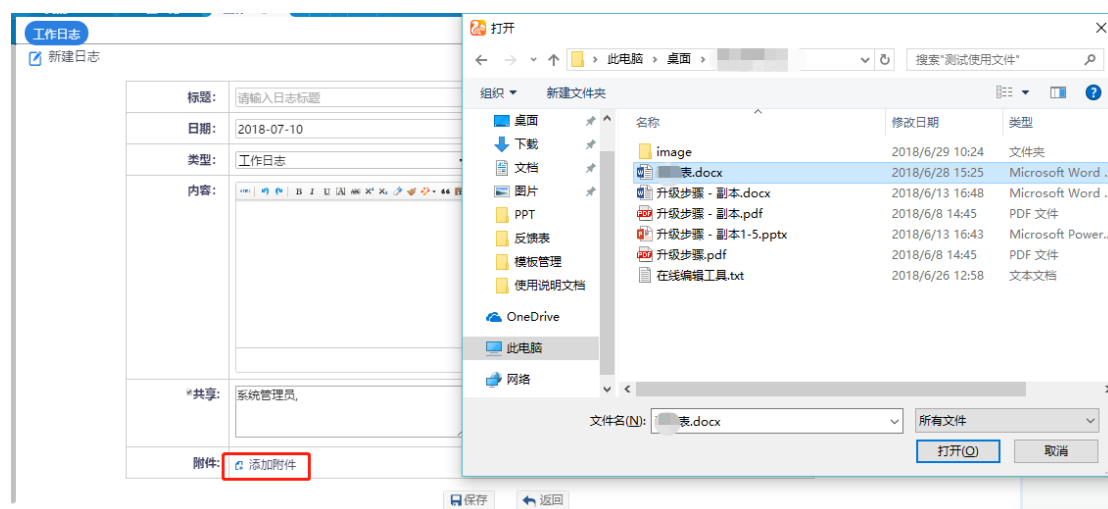 工作日志
新建日志
标题: 请输入日志标题
日期: 2018-07-10
类型: 工作日志
内容:
B I U
*共享: 系统管理员,
附件: 添加附件
保存 返回
打开
此电脑 › 桌面 ›
搜索"测试使用文件"
组织 新建文件夹
桌面
下载
文档
图片
PPT
反馈表
模板管理
使用说明文档
OneDrive
此电脑
网络
名称 修改日期 类型
image 2018/6/29 10:24 文件夹
表.docx 2018/6/28 15:25 Microsoft Word .
升级步骤 - 副本.docx 2018/6/13 16:48 Microsoft Word .
升级步骤 - 副本.pdf 2018/6/8 14:45 PDF 文件
升级步骤 - 副本1-5.pptx 2018/6/13 16:43 Microsoft Power..
升级步骤.pdf 2018/6/8 14:45 PDF 文件
在线编辑工具.txt 2018/6/26 12:58 文本文档
文件名(N): 表.docx 所有文件
打开(O) 取消